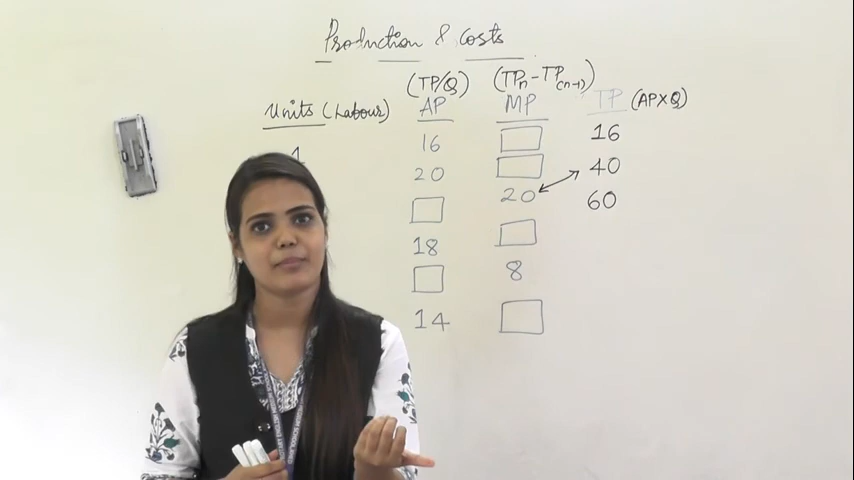 Production & Costs
(TP/Q) (TPn - TP(n-1))
Units (Labour) AP MP TP (AP×Q)
1 16 16
20 40
20 60
18
8
14